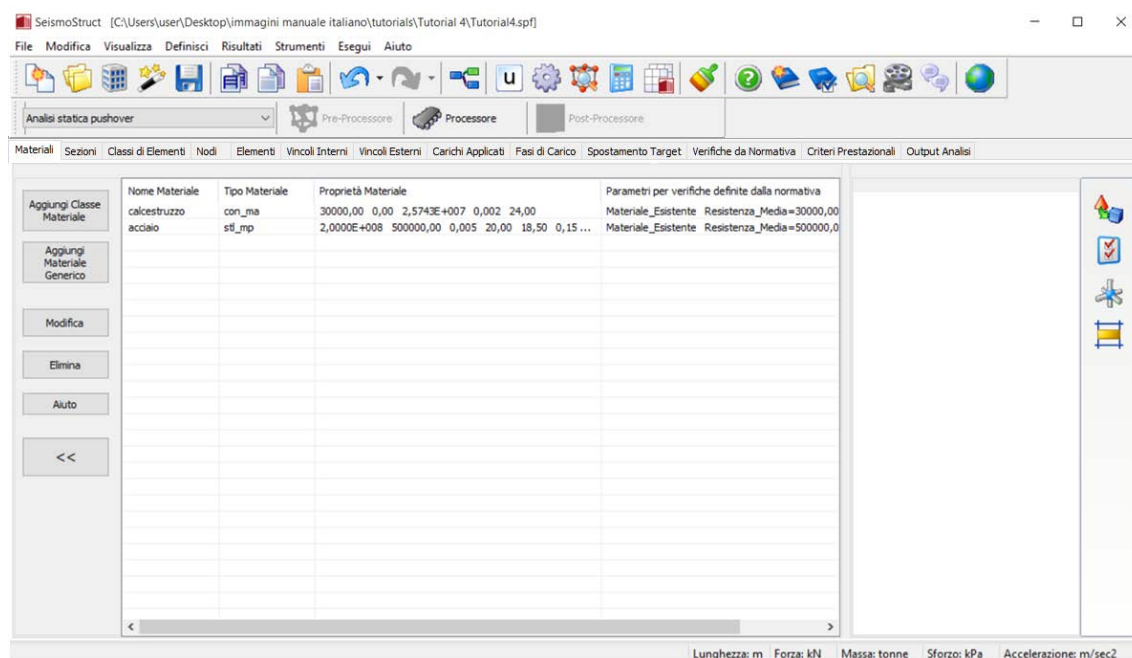 SeismoStruct [C:\Users\user\Desktop\immagini manuale italiano\tutorials\Tutorial 4\Tutorial4.spf]
File Modifica Visualizza Definisci Risultati Strumenti Esegui Aiuto
u
Analisi statica pushover Pre-Processore Processore Post-Processore
Materiali Sezioni Classi di Elementi Nodi Elementi Vincoli Interni Vincoli Esterni Carichi Applicati Fasi di Carico Spostamento Target Verifiche da Normativa Criteri Prestazionali Output Analisi
Aggiungi Classe
Materiale
Aggiungi
Materiale
Generico
Modifica
Elimina
Aiuto
<<
Nome Materiale Tipo Materiale Proprietà Materiale Parametri per verifiche definite dalla normativa
calcestruzzo con_ma 30000,00 0,00 2,5743E+007 0,002 24,00 Materiale_Esistente Resistenza_Media=30000,00
acciaio stl_mp 2,0000E+008 500000,00 0,005 20,00 18,50 0,15 ... Materiale_Esistente Resistenza_Media=500000,0
Lunghezza: m Forza: kN Massa: tonne Sforzo: kPa Accelerazione: m/sec2